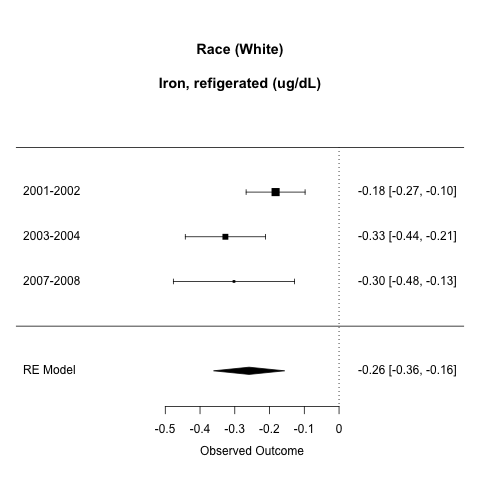 Race (White)
Iron, refigerated (ug/dL)
2001-2002 -0.18 [-0.27, -0.10]
2003-2004 -0.33 [-0.44, -0.21]
2007-2008 -0.30 [-0.48, -0.13]
RE Model -0.26 [-0.36, -0.16]
-0.5 -0.4 -0.3 -0.2 -0.1 0
Observed Outcome